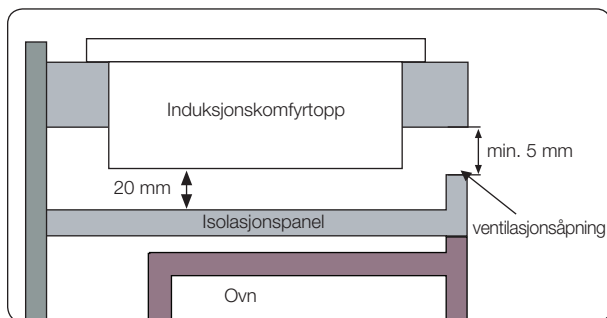 Induksjonskomfyrtopp
min. 5 mm
20 mm
Isolasjonspanel
ventilasjonsåpning
Ovn